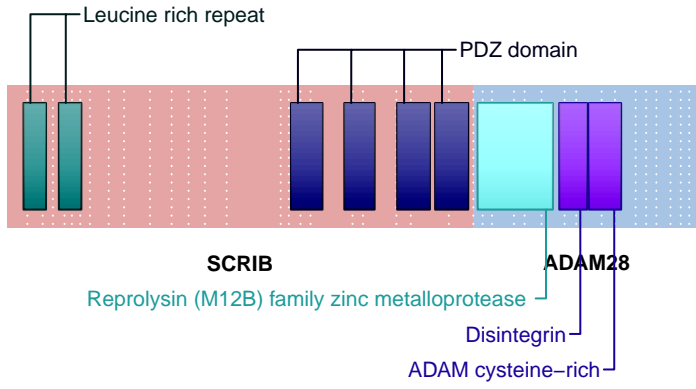 Leucine rich repeat
PDZ domain
SCRIB
ADAM28
Reprolysin (M12B) family zinc metalloprotease
Disintegrin
ADAM cysteine−rich